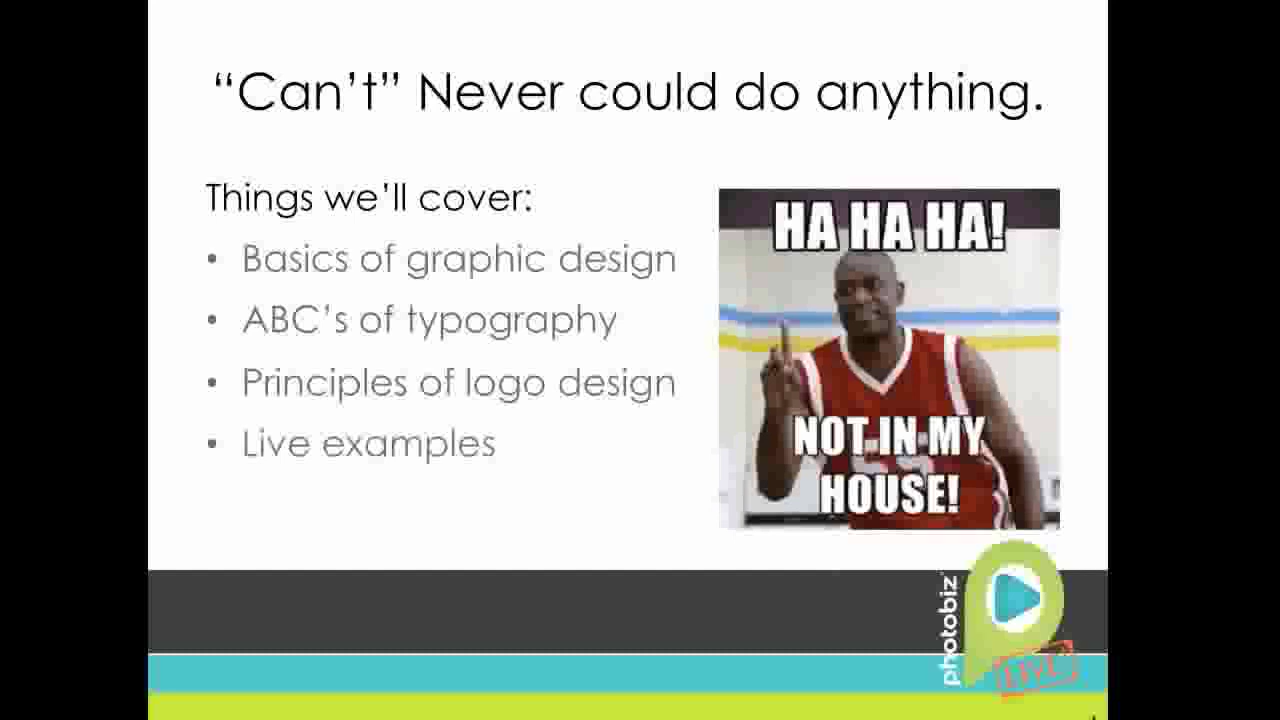 “Can’t” Never could do anything.
Things we’ll cover:
• Basics of graphic design
• ABC’s of typography
• Principles of logo design
• Live examples
HA HA HA!
NOT IN MY
HOUSE!
photobiz
LIVE